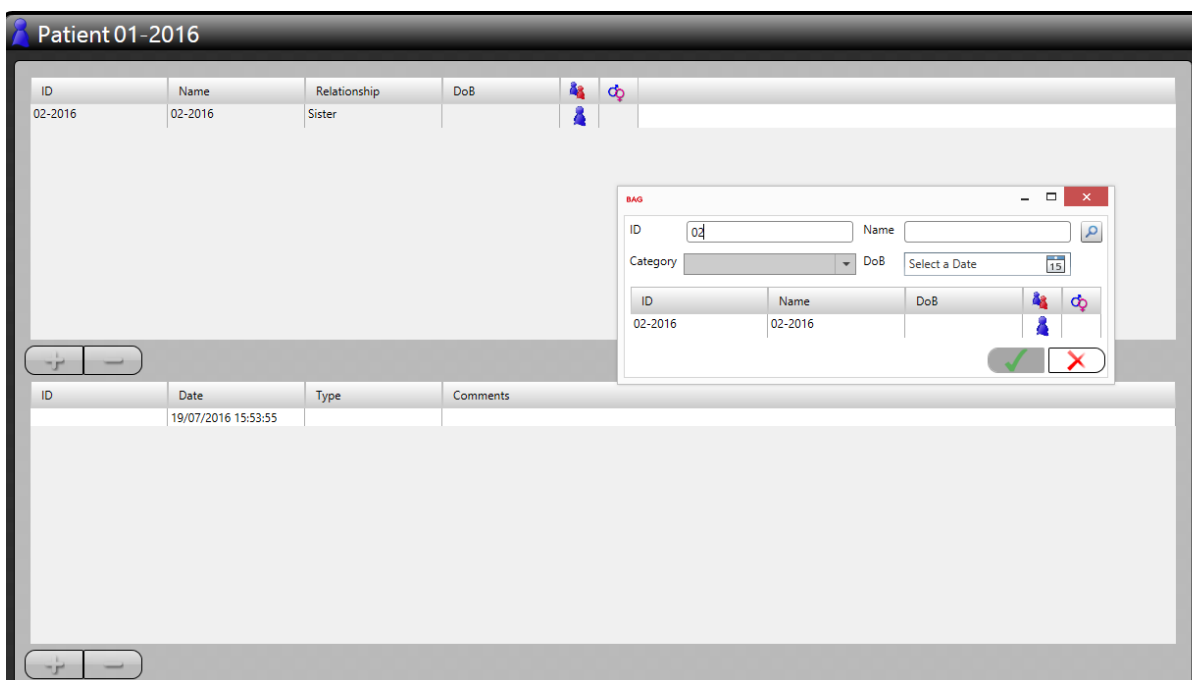 Patient 01-2016
ID Name Relationship DoB
02-2016 02-2016 Sister
BAG
ID 02 Name
Category DoB Select a Date 15
ID Name DoB
02-2016 02-2016
ID Date Type Comments
19/07/2016 15:53:55